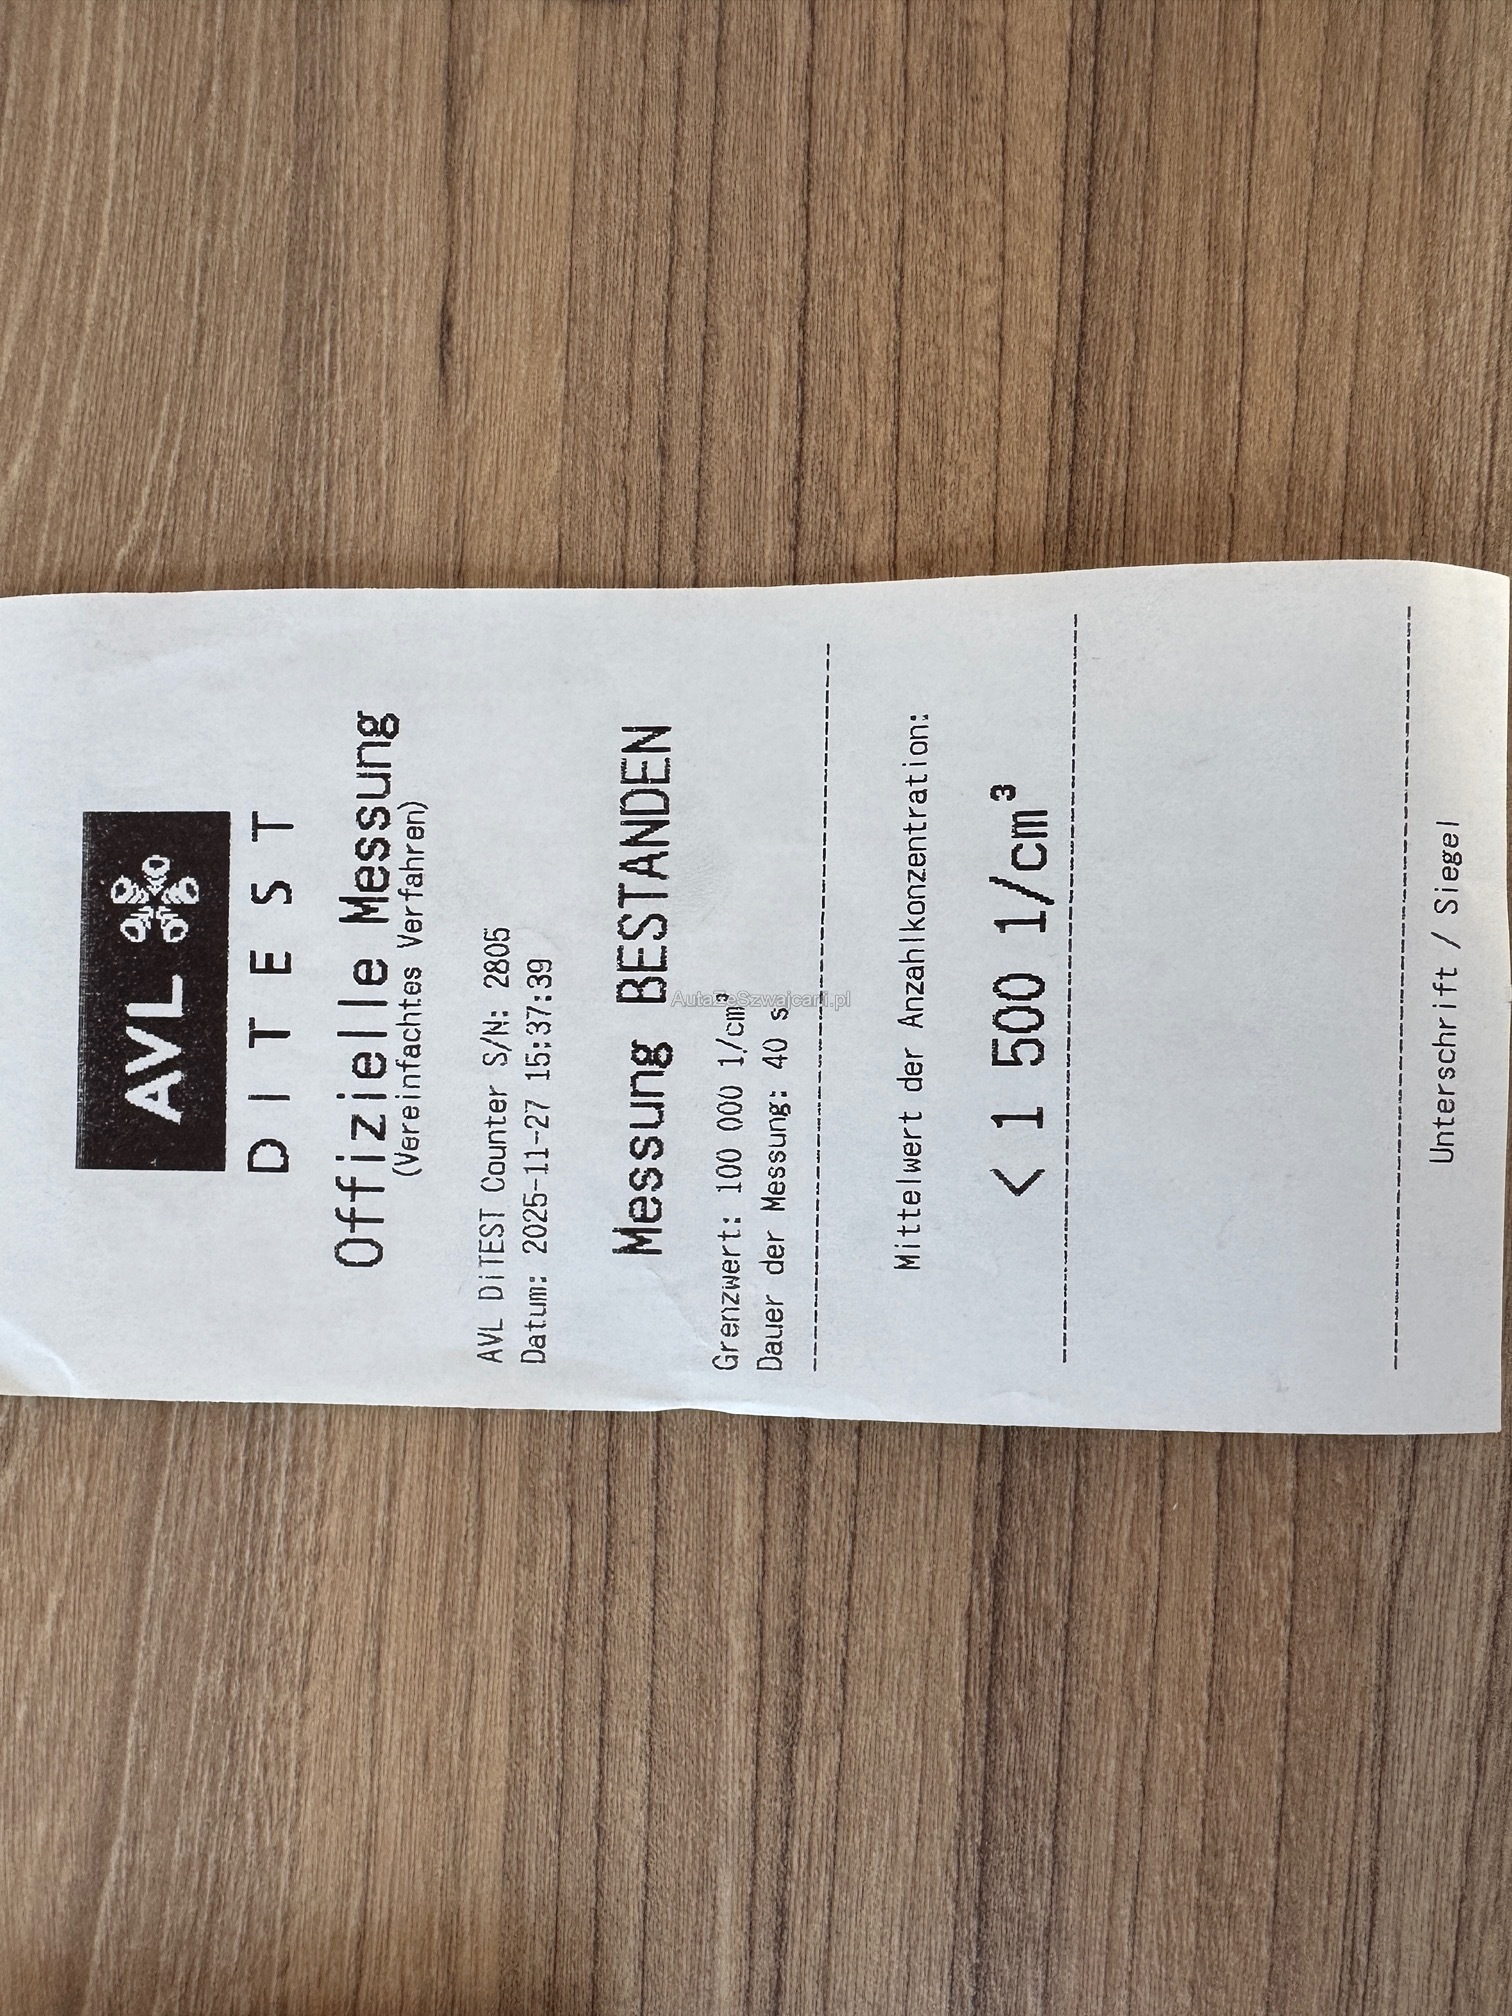 AVL
DITEST
Offizielle Messung
(Vereinfachtes Verfahren)
AVL DiTEST Counter S/N: 2805
Datum: 2025-11-27 15:37:39
Messung BESTANDEN
Grenzwert: 100 000 1/cm³
Dauer der Messung: 40 s
Mittelwert der Anzahlkonzentration:
< 1 500 1/cm³
Unterschrift / Siegel
AutaZeSzwajcarii.pl